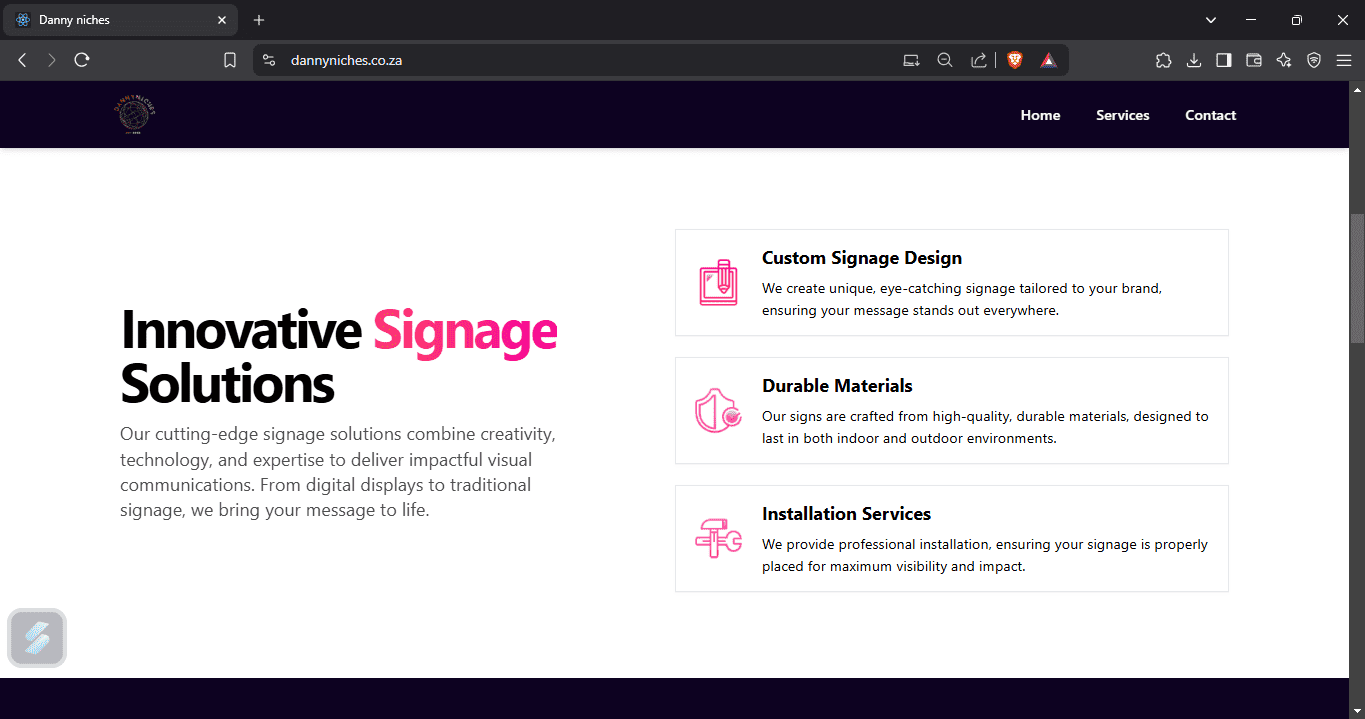 Danny niches
dannyniches.co.za
DANNYNICHES
Home
Services
Contact
Innovative Signage
Solutions
Our cutting-edge signage solutions combine creativity,
technology, and expertise to deliver impactful visual
communications. From digital displays to traditional
signage, we bring your message to life.
Custom Signage Design
We create unique, eye-catching signage tailored to your brand,
ensuring your message stands out everywhere.
Durable Materials
Our signs are crafted from high-quality, durable materials, designed to
last in both indoor and outdoor environments.
Installation Services
We provide professional installation, ensuring your signage is properly
placed for maximum visibility and impact.